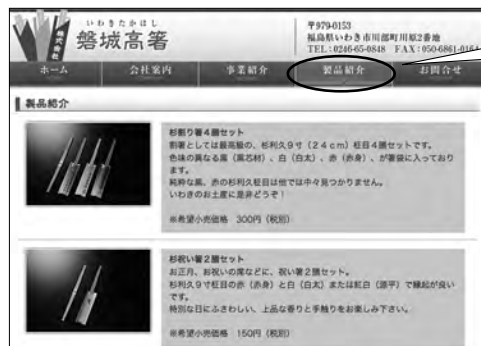 株式会社
いわきたかはし
磐城高箸
〒979-0153
福島県いわき市川部町川原2番地
TEL:0246-65-0848 FAX:050-6861-0164
ホーム 会社案内 事業紹介 製品紹介 お問合せ
製品紹介
杉割り箸4膳セット
割箸としては最高級の、杉利久9寸(24cm)柾目4膳セットです。
色味の異なる黒(黒芯材)、白(白太)、赤(赤身)、が箸袋に入っており
ます。
純粋な黒、赤の杉利久柾目は他では中々見つかりません。
いわきのお土産に是非どうぞ!
※希望小売価格 300円(税別)
杉祝い箸2膳セット
お正月、お祝いの席などに、祝い箸2膳セット。
杉利久9寸柾目の赤(赤身)と白(白太)または紅白(源平)で縁起が良い
です。
特別な日にふさわしい、上品な香りと手触りをお楽しみ下さい。
※希望小売価格 150円(税別)